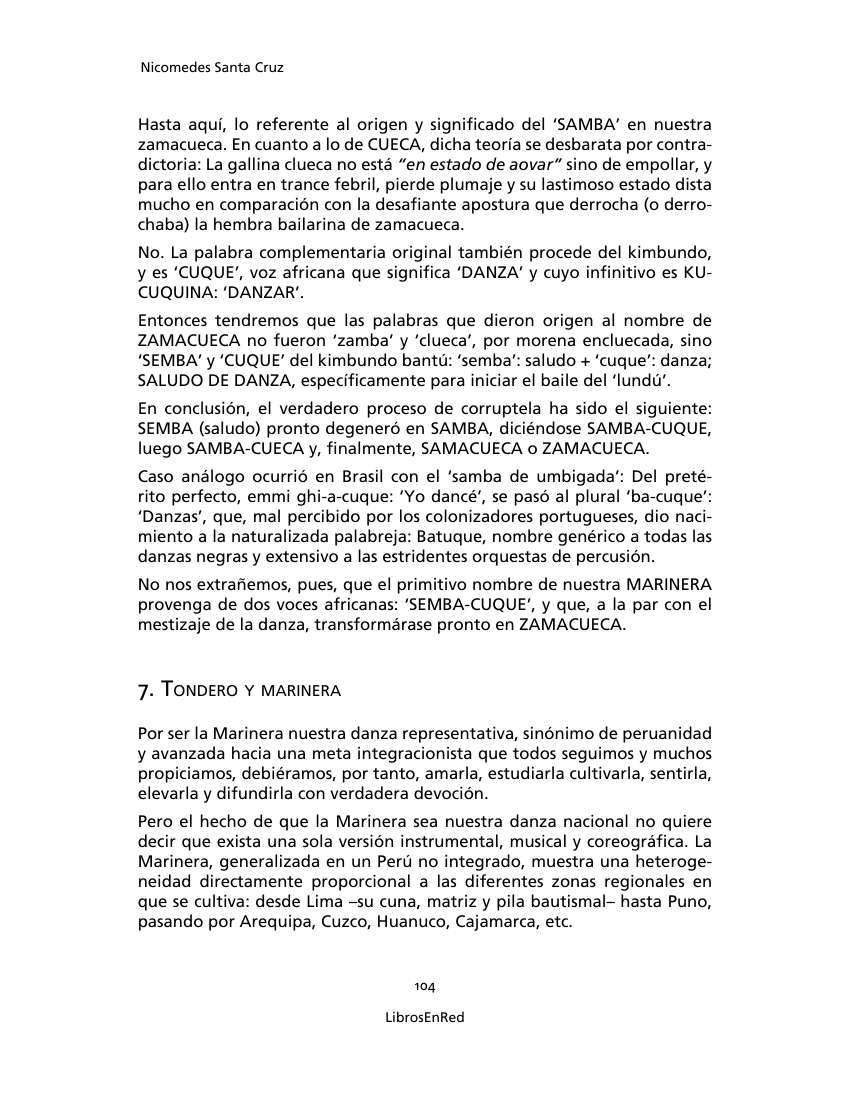 Nicomedes Santa Cruz
Hasta aquí, lo referente al origen y significado del ‘SAMBA’ en nuestra
zamacueca. En cuanto a lo de CUECA, dicha teoría se desbarata por contra-
dictoria: La gallina clueca no está “en estado de aovar” sino de empollar, y
para ello entra en trance febril, pierde plumaje y su lastimoso estado dista
mucho en comparación con la desafiante apostura que derrocha (o derro-
chaba) la hembra bailarina de zamacueca.
No. La palabra complementaria original también procede del kimbundo,
y es ‘CUQUE’, voz africana que significa ‘DANZA’ y cuyo infinitivo es KU-
CUQUINA: ‘DANZAR’.
Entonces tendremos que las palabras que dieron origen al nombre de
ZAMACUECA no fueron ‘zamba’ y ‘clueca’, por morena encluecada, sino
‘SEMBA’ y ‘CUQUE’ del kimbundo bantú: ‘semba’: saludo + ‘cuque’: danza;
SALUDO DE DANZA, específicamente para iniciar el baile del ‘lundú’.
En conclusión, el verdadero proceso de corruptela ha sido el siguiente:
SEMBA (saludo) pronto degeneró en SAMBA, diciéndose SAMBA-CUQUE,
luego SAMBA-CUECA y, finalmente, SAMACUECA o ZAMACUECA.
Caso análogo ocurrió en Brasil con el ‘samba de umbigada’: Del preté-
rito perfecto, emmi ghi-a-cuque: ‘Yo dancé’, se pasó al plural ‘ba-cuque’:
‘Danzas’, que, mal percibido por los colonizadores portugueses, dio naci-
miento a la naturalizada palabreja: Batuque, nombre genérico a todas las
danzas negras y extensivo a las estridentes orquestas de percusión.
No nos extrañemos, pues, que el primitivo nombre de nuestra MARINERA
provenga de dos voces africanas: ‘SEMBA-CUQUE’, y que, a la par con el
mestizaje de la danza, transformárase pronto en ZAMACUECA.
7. Tondero y marinera
Por ser la Marinera nuestra danza representativa, sinónimo de peruanidad
y avanzada hacia una meta integracionista que todos seguimos y muchos
propiciamos, debiéramos, por tanto, amarla, estudiarla cultivarla, sentirla,
elevarla y difundirla con verdadera devoción.
Pero el hecho de que la Marinera sea nuestra danza nacional no quiere
decir que exista una sola versión instrumental, musical y coreográfica. La
Marinera, generalizada en un Perú no integrado, muestra una heteroge-
neidad directamente proporcional a las diferentes zonas regionales en
que se cultiva: desde Lima –su cuna, matriz y pila bautismal– hasta Puno,
pasando por Arequipa, Cuzco, Huanuco, Cajamarca, etc.
104
LibrosEnRed